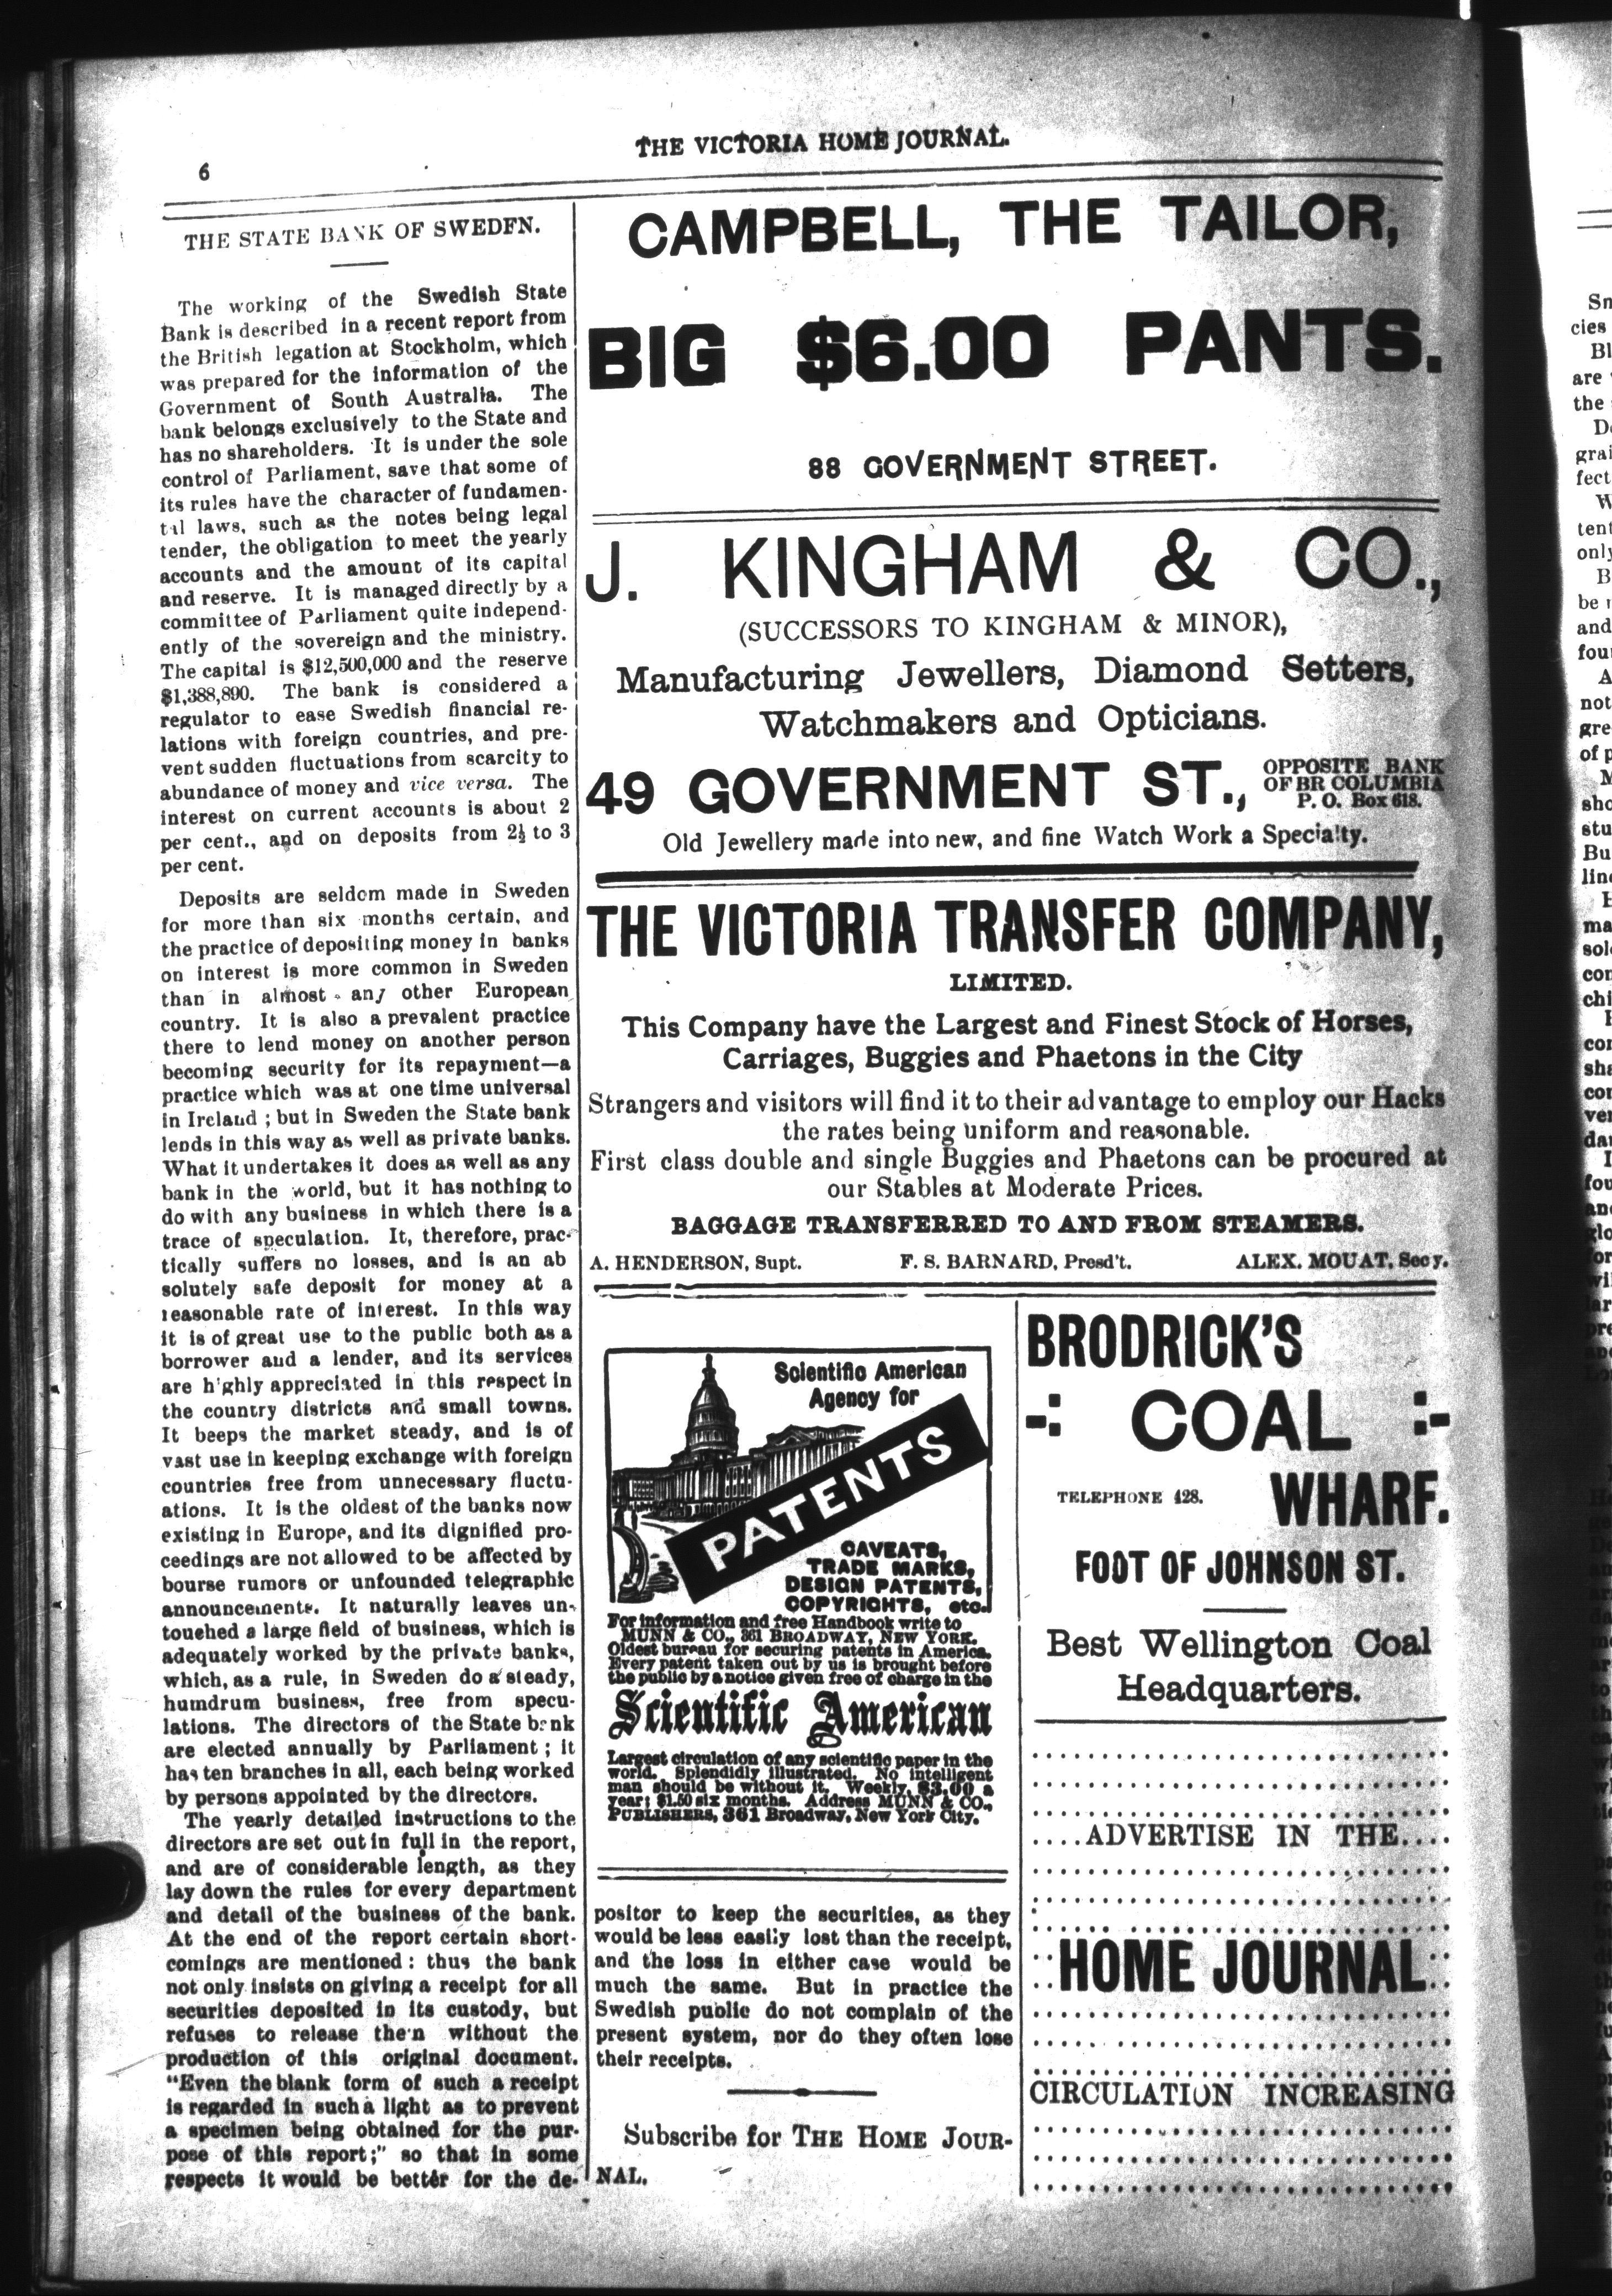 THE VICTORIA HOME JOURNAL.
6
THE STATE BANK OF SWEDEN.
The working of the Swedish State
Bank is described in a recent report from
the British legation at Stockholm, which
was prepared for the information of the
Government of South Australia. The
bank belongs exclusively to the State and
has no shareholders. It is under the sole
control of Parliament, save that some of
its rules have the character of fundamen-
tal laws, such as the notes being legal
tender, the obligation to meet the yearly
accounts and the amount of its capital
and reserve. It is managed directly by a
committee of Parliament quite independ-
ently of the sovereign and the ministry.
The capital is $12,500,000 and the reserve
$1,388,890. The bank is considered a
regulator to ease Swedish financial re-
lations with foreign countries, and pre-
vent sudden fluctuations from scarcity to
abundance of money and vice versa. The
interest on current accounts is about 2
per cent., and on deposits from 2½ to 3
per cent.
Deposits are seldom made in Sweden
for more than six months certain, and
the practice of depositing money in banks
on interest is more common in Sweden
than in almost any other European
country. It is also a prevalent practice
there to lend money on another person
becoming security for its repayment—a
practice which was at one time universal
in Ireland ; but in Sweden the State bank
lends in this way as well as private banks.
What it undertakes it does as well as any
bank in the world, but it has nothing to
do with any business in which there is a
trace of speculation. It, therefore, prac-
tically suffers no losses, and is an ab
solutely safe deposit for money at a
reasonable rate of interest. In this way
it is of great use to the public both as a
borrower and a lender, and its services
are highly appreciated in this respect in
the country districts and small towns.
It beeps the market steady, and is of
vast use in keeping exchange with foreign
countries free from unnecessary fluctu-
ations. It is the oldest of the banks now
existing in Europe, and its dignified pro-
ceedings are not allowed to be affected by
bourse rumors or unfounded telegraphic
announcements. It naturally leaves un-
touched a large field of business, which is
adequately worked by the private banks,
which, as a rule, in Sweden do a steady,
humdrum business, free from specu-
lations. The directors of the State bank
are elected annually by Parliament ; it
has ten branches in all, each being worked
by persons appointed by the directors.
The yearly detailed instructions to the
directors are set out in full in the report,
and are of considerable length, as they
lay down the rules for every department
and detail of the business of the bank.
At the end of the report certain short-
comings are mentioned : thus the bank
not only insists on giving a receipt for all
securities deposited in its custody, but
refuses to release them without the
production of this original document.
"Even the blank form of such a receipt
is regarded in such a light as to prevent
a specimen being obtained for the pur-
pose of this report;" so that in some
respects it would be better for the de-
CAMPBELL, THE TAILOR,
BIG $6.00 PANTS.
88 GOVERNMENT STREET.
J. KINGHAM & CO.,
(SUCCESSORS TO KINGHAM & MINOR),
Manufacturing Jewellers, Diamond Setters,
Watchmakers and Opticians.
49 GOVERNMENT ST.,
OPPOSITE BANK
OF BR COLUMBIA
P. O. Box 618.
Old Jewellery made into new, and fine Watch Work a Specialty.
THE VICTORIA TRANSFER COMPANY,
LIMITED.
This Company have the Largest and Finest Stock of Horses,
Carriages, Buggies and Phaetons in the City
Strangers and visitors will find it to their advantage to employ our Hacks
the rates being uniform and reasonable.
First class double and single Buggies and Phaetons can be procured at
our Stables at Moderate Prices.
BAGGAGE TRANSFERRED TO AND FROM STEAMERS.
A. HENDERSON, Supt. F. S. BARNARD, Presd't. ALEX. MOUAT, Secy.
Scientific American
Agency for
PATENTS
CAVEATS,
TRADE MARKS,
DESIGN PATENTS,
COPYRIGHTS, etc.
For information and free Handbook write to
MUNN & CO., 361 BROADWAY, NEW YORK.
Oldest bureau for securing patents in America.
Every patent taken out by us is brought before
the public by a notice given free of charge in the
Scientific American
Largest circulation of any scientific paper in the
world. Splendidly illustrated. No intelligent
man should be without it. Weekly, $3.00 a
year; $1.50 six months. Address MUNN & CO.,
PUBLISHERS, 361 Broadway, New York City.
positor to keep the securities, as they
would be less easily lost than the receipt,
and the loss in either case would be
much the same. But in practice the
Swedish public do not complain of the
present system, nor do they often lose
their receipts.
Subscribe for THE HOME JOUR-
NAL.
BRODRICK'S
-: COAL :-
TELEPHONE 428.
WHARF.
FOOT OF JOHNSON ST.
Best Wellington Coal
Headquarters.
....ADVERTISE IN THE....
..HOME JOURNAL..
CIRCULATION INCREASING